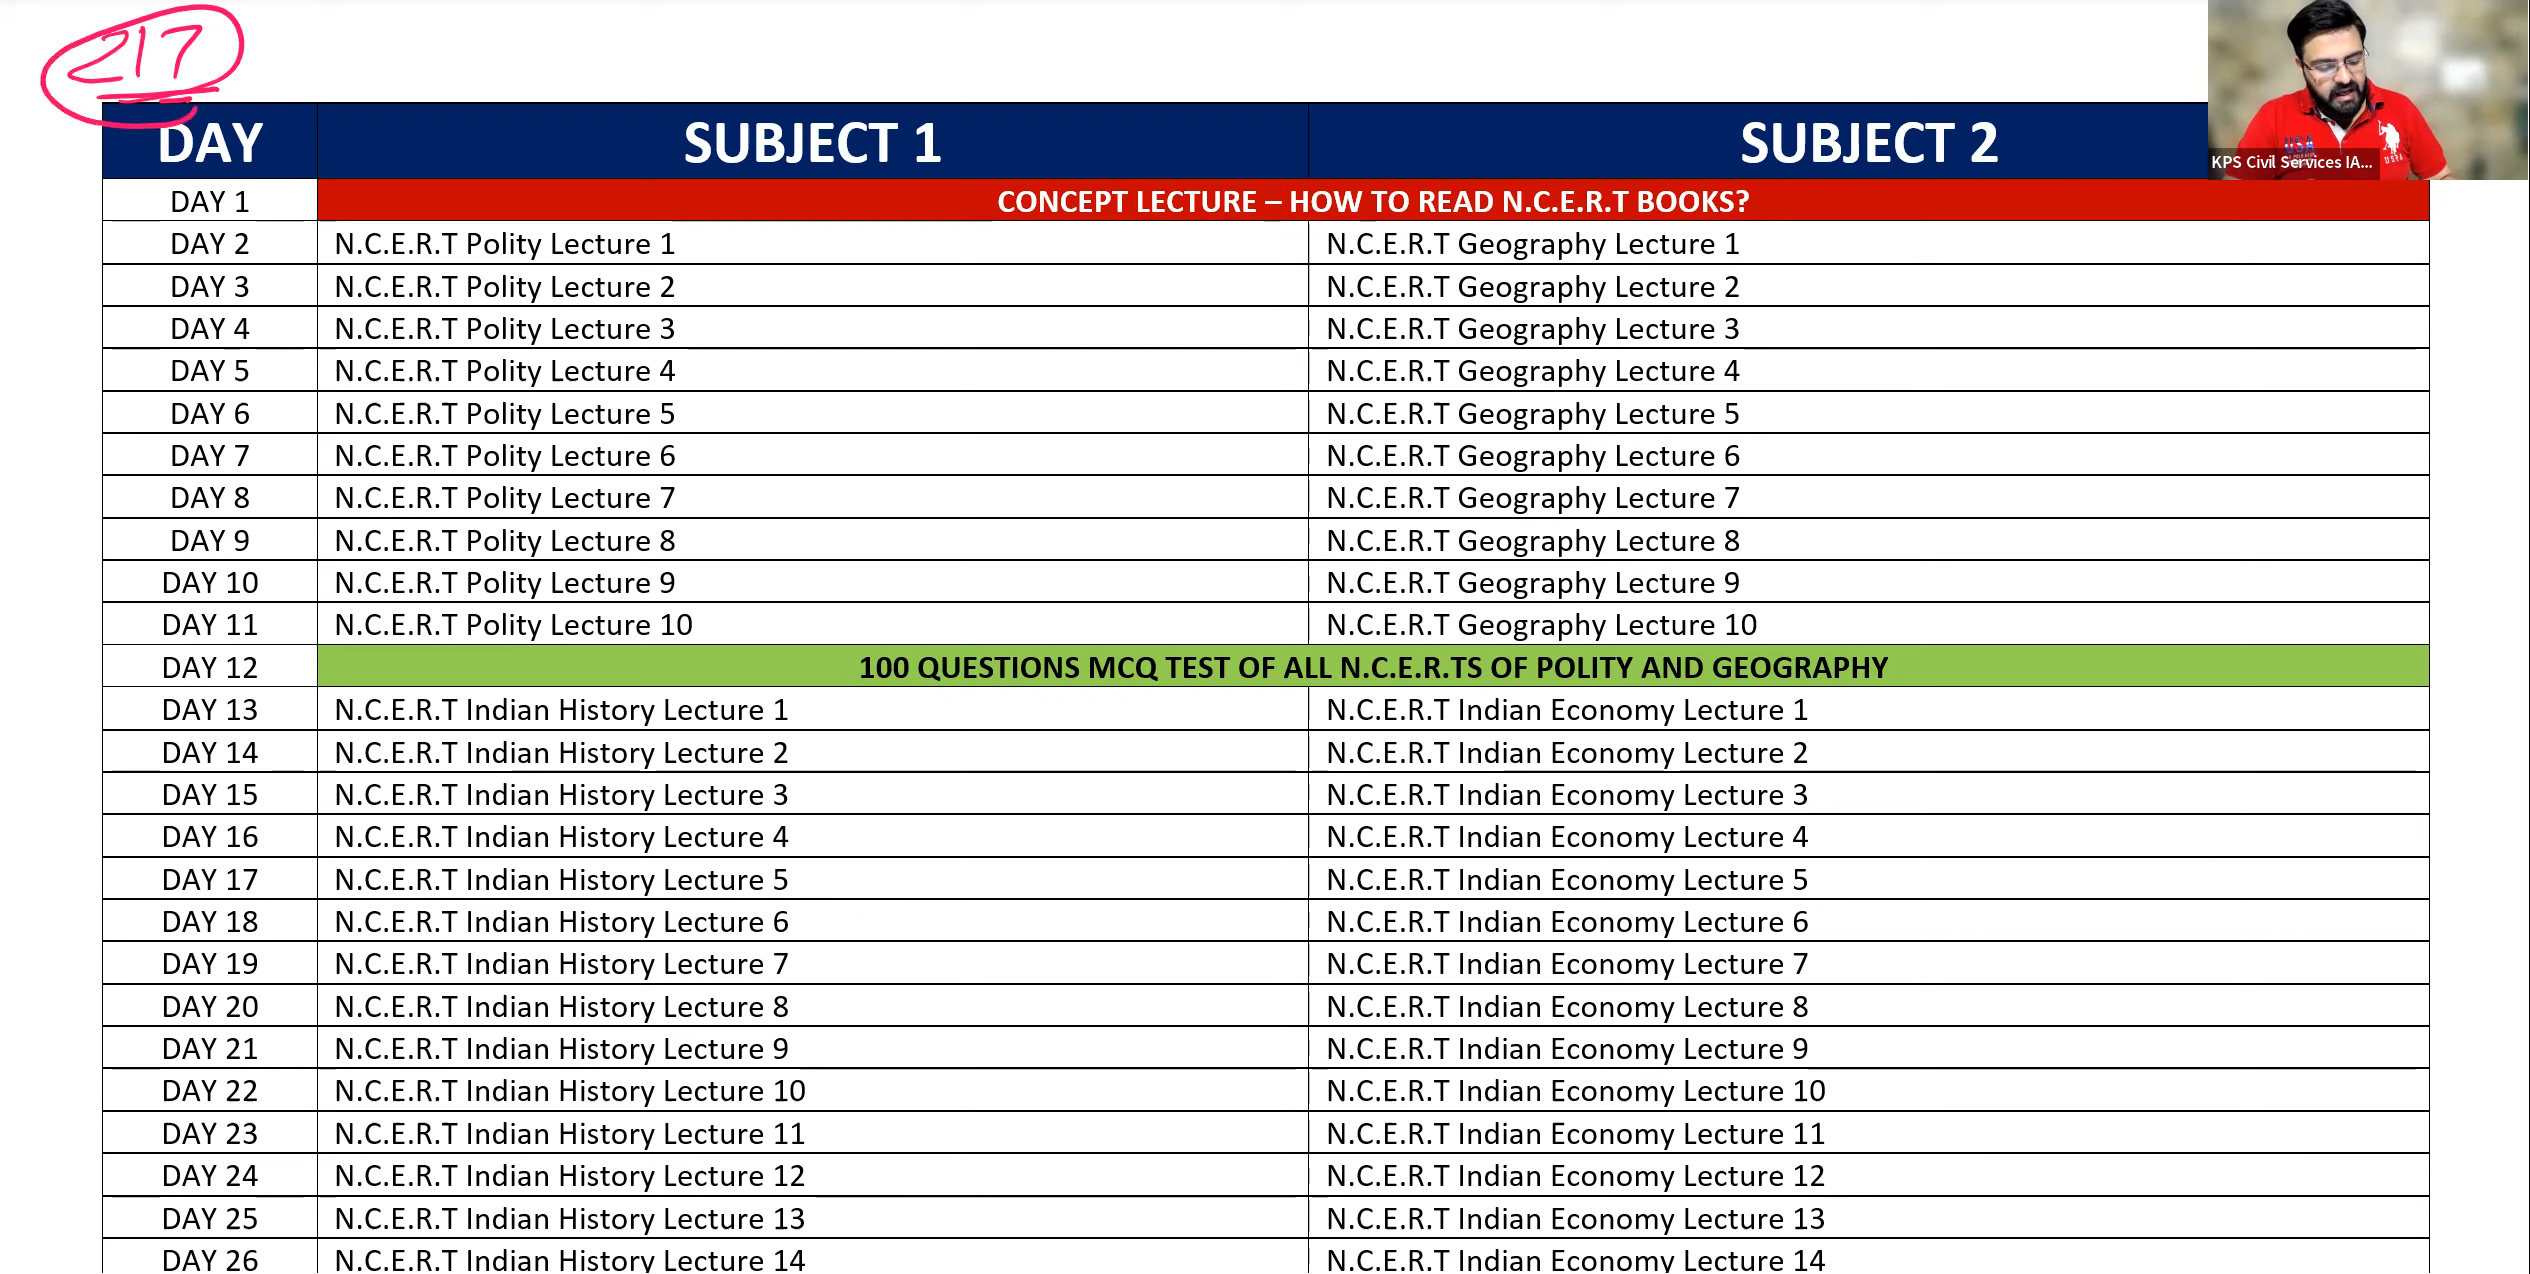 217
DAY SUBJECT 1 SUBJECT 2
KPS Civil Services IA...
USA
USPA
DAY 1 CONCEPT LECTURE – HOW TO READ N.C.E.R.T BOOKS?
DAY 2 N.C.E.R.T Polity Lecture 1 N.C.E.R.T Geography Lecture 1
DAY 3 N.C.E.R.T Polity Lecture 2 N.C.E.R.T Geography Lecture 2
DAY 4 N.C.E.R.T Polity Lecture 3 N.C.E.R.T Geography Lecture 3
DAY 5 N.C.E.R.T Polity Lecture 4 N.C.E.R.T Geography Lecture 4
DAY 6 N.C.E.R.T Polity Lecture 5 N.C.E.R.T Geography Lecture 5
DAY 7 N.C.E.R.T Polity Lecture 6 N.C.E.R.T Geography Lecture 6
DAY 8 N.C.E.R.T Polity Lecture 7 N.C.E.R.T Geography Lecture 7
DAY 9 N.C.E.R.T Polity Lecture 8 N.C.E.R.T Geography Lecture 8
DAY 10 N.C.E.R.T Polity Lecture 9 N.C.E.R.T Geography Lecture 9
DAY 11 N.C.E.R.T Polity Lecture 10 N.C.E.R.T Geography Lecture 10
DAY 12 100 QUESTIONS MCQ TEST OF ALL N.C.E.R.TS OF POLITY AND GEOGRAPHY
DAY 13 N.C.E.R.T Indian History Lecture 1 N.C.E.R.T Indian Economy Lecture 1
DAY 14 N.C.E.R.T Indian History Lecture 2 N.C.E.R.T Indian Economy Lecture 2
DAY 15 N.C.E.R.T Indian History Lecture 3 N.C.E.R.T Indian Economy Lecture 3
DAY 16 N.C.E.R.T Indian History Lecture 4 N.C.E.R.T Indian Economy Lecture 4
DAY 17 N.C.E.R.T Indian History Lecture 5 N.C.E.R.T Indian Economy Lecture 5
DAY 18 N.C.E.R.T Indian History Lecture 6 N.C.E.R.T Indian Economy Lecture 6
DAY 19 N.C.E.R.T Indian History Lecture 7 N.C.E.R.T Indian Economy Lecture 7
DAY 20 N.C.E.R.T Indian History Lecture 8 N.C.E.R.T Indian Economy Lecture 8
DAY 21 N.C.E.R.T Indian History Lecture 9 N.C.E.R.T Indian Economy Lecture 9
DAY 22 N.C.E.R.T Indian History Lecture 10 N.C.E.R.T Indian Economy Lecture 10
DAY 23 N.C.E.R.T Indian History Lecture 11 N.C.E.R.T Indian Economy Lecture 11
DAY 24 N.C.E.R.T Indian History Lecture 12 N.C.E.R.T Indian Economy Lecture 12
DAY 25 N.C.E.R.T Indian History Lecture 13 N.C.E.R.T Indian Economy Lecture 13
DAY 26 N.C.E.R.T Indian History Lecture 14 N.C.E.R.T Indian Economy Lecture 14